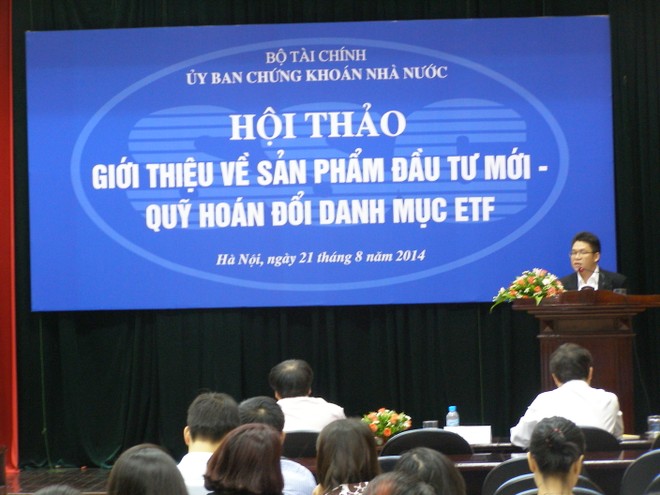 BỘ TÀI CHÍNH
ỦY BAN CHỨNG KHOÁN NHÀ NƯỚC
HỘI THẢO
GIỚI THIỆU VỀ SẢN PHẨM ĐẦU TƯ MỚI -
QUỸ HOÁN ĐỔI DANH MỤC ETF
Hà Nội, ngày 21 tháng 8 năm 2014
SSC